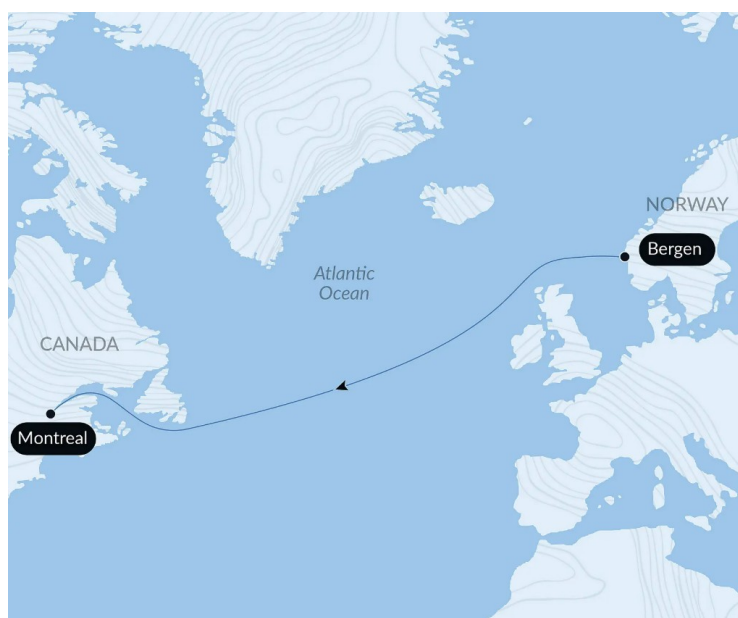 NORWAY
Bergen
Atlantic
Ocean
CANADA
Montreal